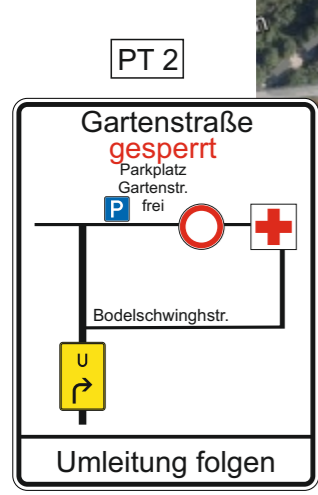 PT 2
Gartenstraße
gesperrt
Parkplatz
Gartenstr.
P frei
Bodelschwinghstr.
U
Umleitung folgen